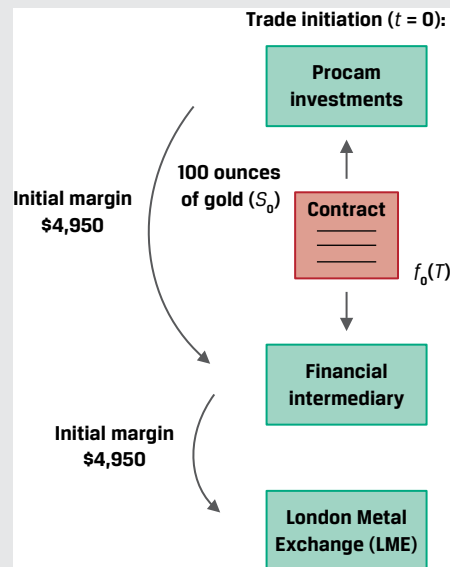 Trade initiation (t = 0):
Procam
investments
100 ounces
of gold (S₀)
Initial margin
$4,950
Contract
f₀(T)
Financial
intermediary
Initial margin
$4,950
London Metal
Exchange (LME)